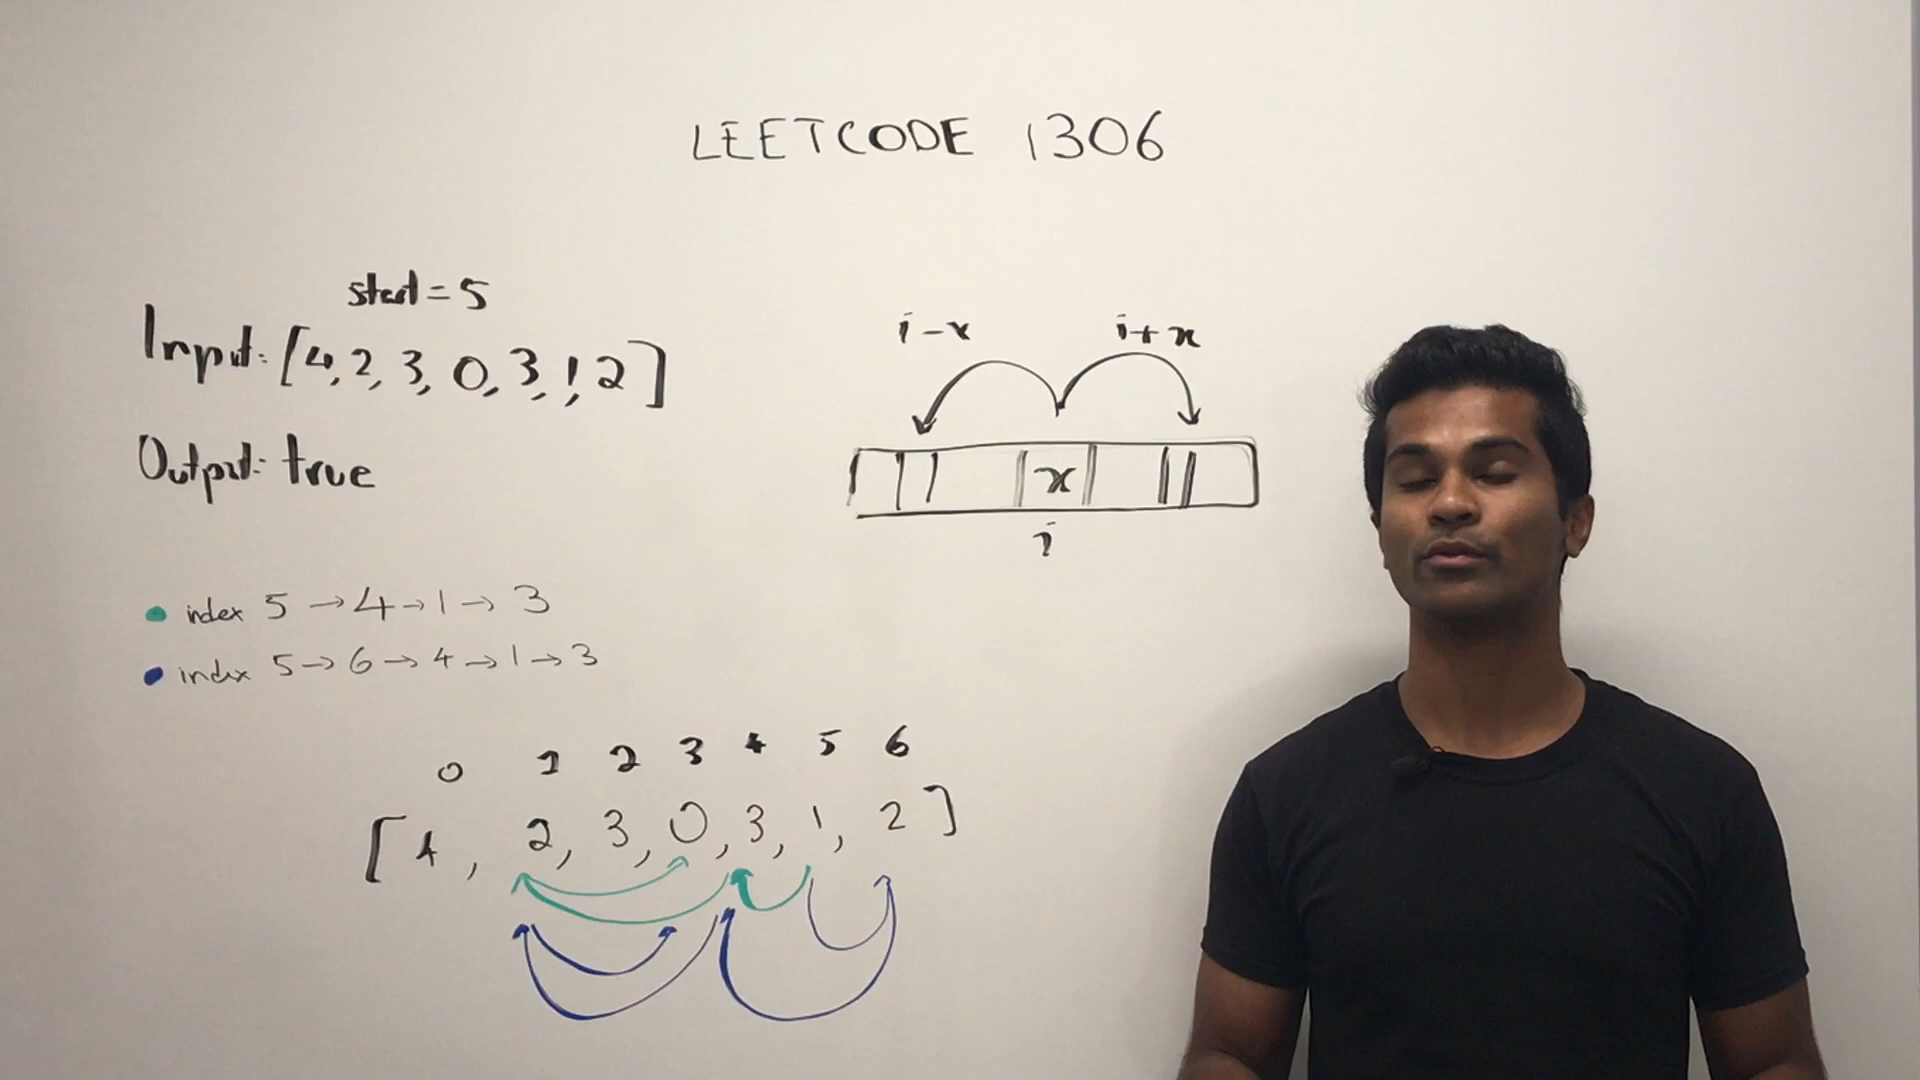 LEETCODE 1306
start = 5
Input: [4, 2, 3, 0, 3, 1, 2]
Output: true
i - x
i + x
x
i
• index 5 → 4 → 1 → 3
• index 5 → 6 → 4 → 1 → 3
0 1 2 3 4 5 6
[4, 2, 3, 0, 3, 1, 2]